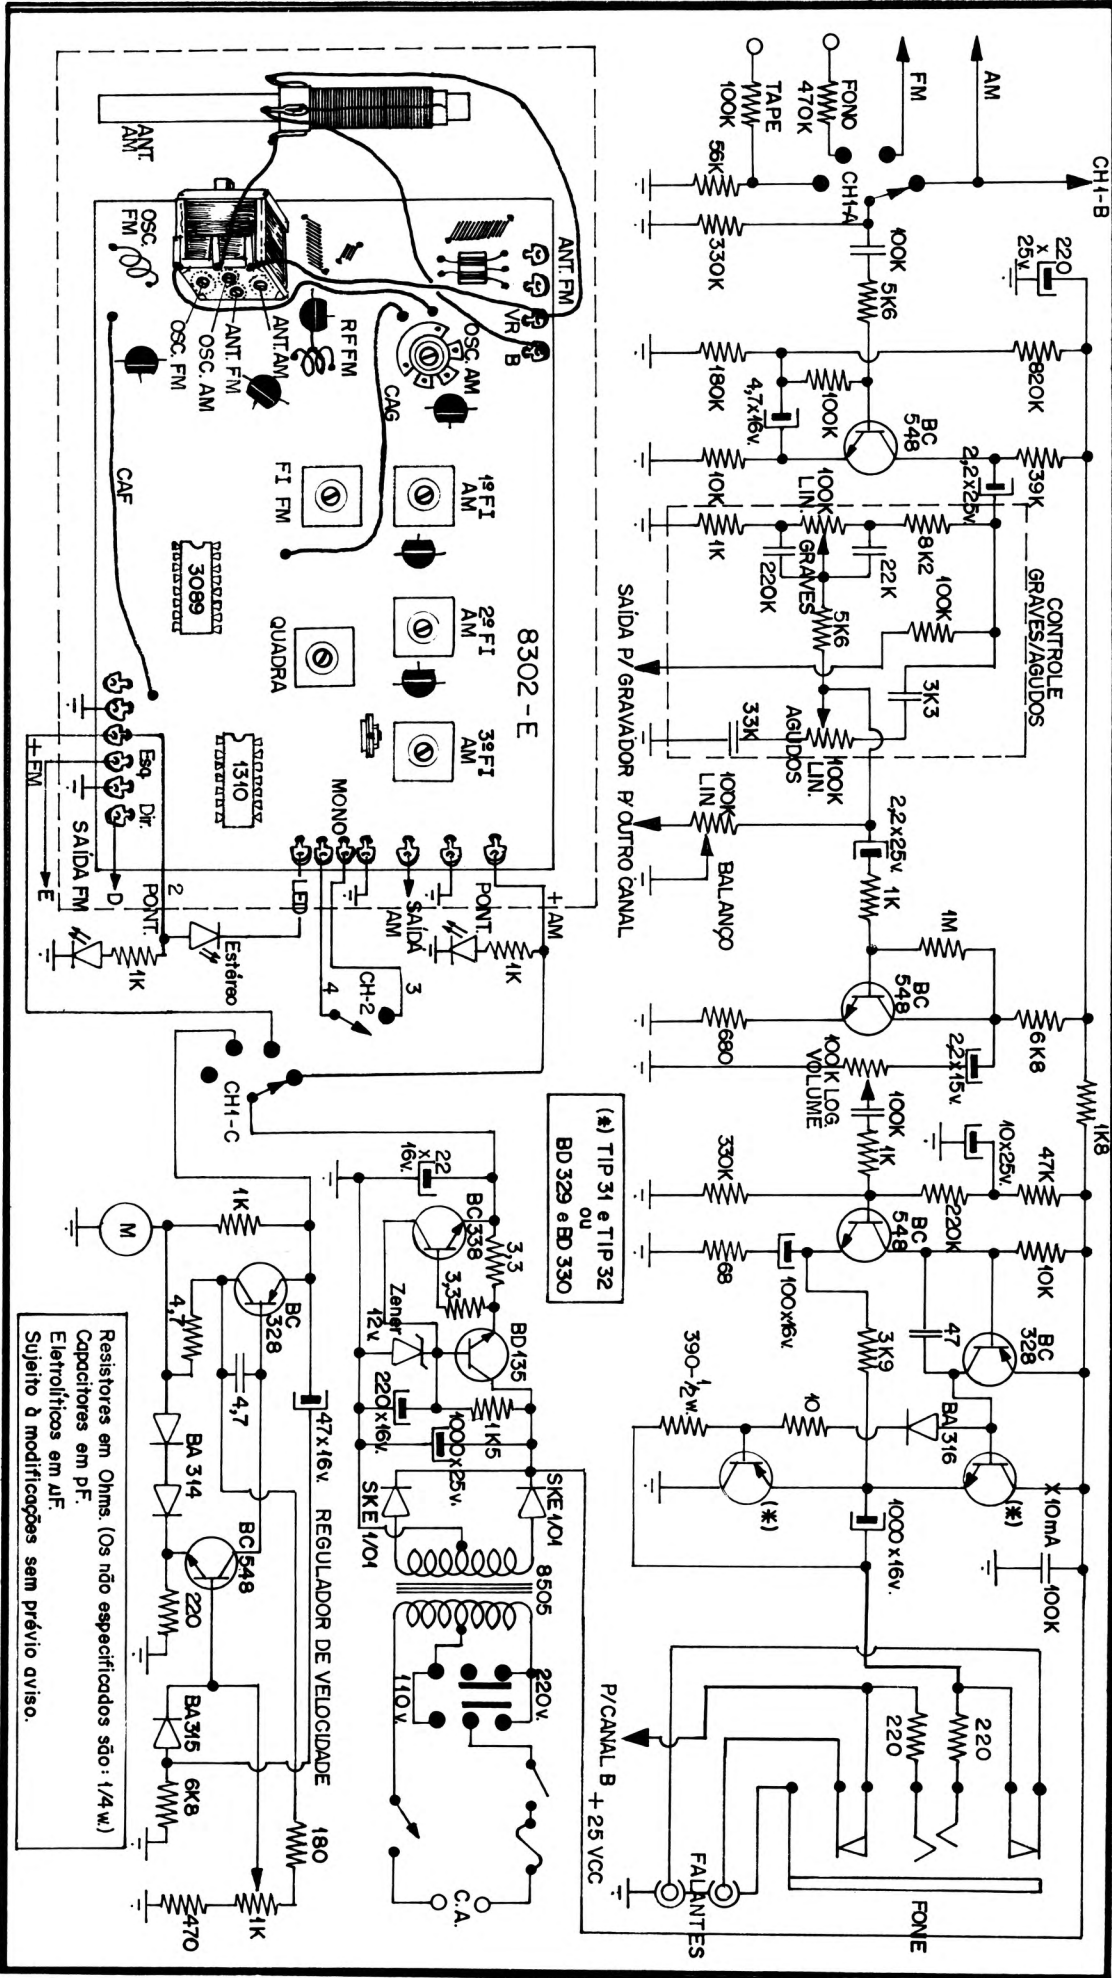 CH1-B
AM
FM
FONO
470K
TAPE
100K
CH1-A
56K
330K
100K
5K6
220
x
25v.
820K
180K
100K
4,7x16v.
BC
548
10K
39K
2,2x25v.
CONTROLE
GRAVES/AGUDOS
8K2
22K
100K
LIN.
GRAVES
220K
1K
5K6
100K
3K3
100K
LIN.
AGUDOS
33K
SAÍDA P/ GRAVADOR
P/OUTRO CANAL
100K
LIN
BALANÇO
2,2x25v.
1K
1M
BC
548
680
6K8
2,2x15v.
100K LOG.
VOLUME
100K
1K
1K8
10x25v.
47K
220K
330K
BC
548
68
100x16v.
10K
BC
328
47
3K9
BA316
10
390-1/2w.
(*)
(*)
X10mA
100K
1000x16v.
220
220
FONE
FALANTES
P/CANAL B
+25 VCC
(*) TIP 31 e TIP 32
ou
BD 329 e BD 330
ANT.
AM
ANT. FM
VR
B
OSC.
FM
OSC. FM
OSC. AM
ANT. FM
ANT. AM
RF FM
OSC. AM
CAG
CAF
FI FM
1º FI
AM
2º FI
AM
3º FI
AM
8302-E
3089
QUADRA
1310
MONO
LED
SAÍDA
AM
PONT.
+ AM
1K
Esq.
Dir.
+ FM
SAÍDA FM
E
D
PONT.
2
1K
Estéreo
CH-2
3
4
CH1-C
22
x
16v.
BC338
3,3
3,3
BD435
Zener
12v.
220x16v.
1K5
1000x25v.
SKE 1/01
SKE 1/01
8505
220v.
110v.
C.A.
REGULADOR DE VELOCIDADE
M
1K
BC
328
4,7
4,7
47x16v.
BA314
BC548
220
BA315
6K8
180
1K
470
Resistores em Ohms. (Os não especificados são: 1/4w.)
Capacitores em pF.
Eletrolíticos em µF.
Sujeito à modificações sem prévio aviso.